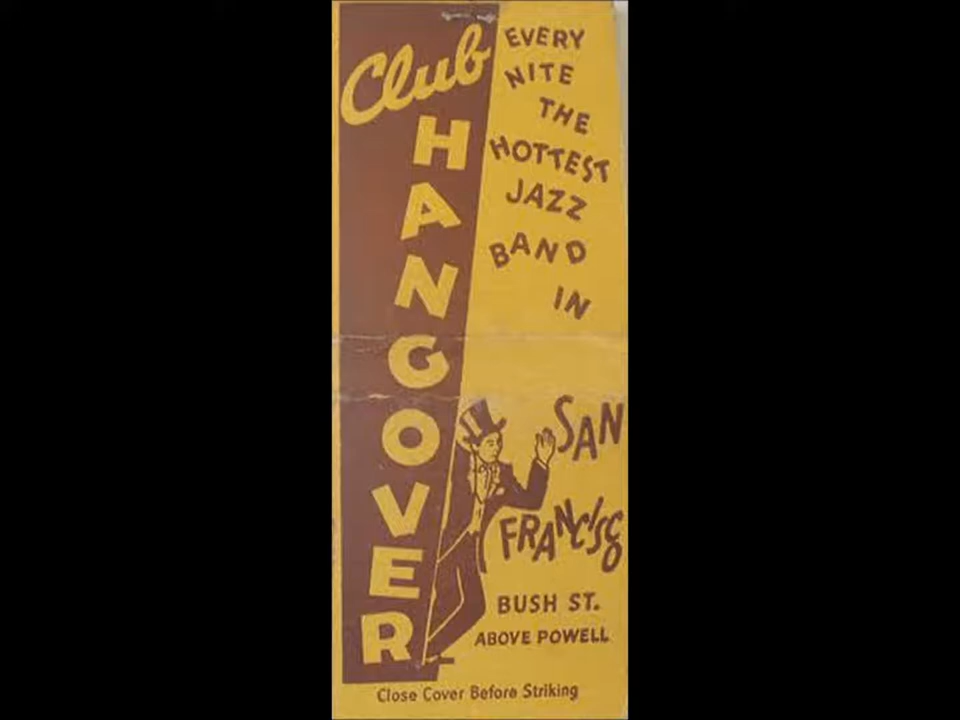 Club
HANGOVER
EVERY
NITE
THE
HOTTEST
JAZZ
BAND
IN
SAN
FRANCISCO
BUSH ST.
ABOVE POWELL
Close Cover Before Striking